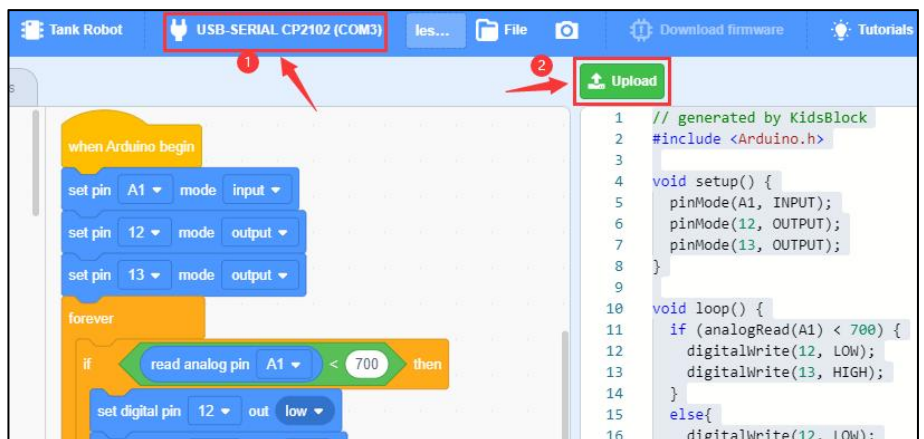 Tank Robot USB-SERIAL CP2102 (COM3) les... File Download firmware Tutorials
1
2
Upload
s
when Arduino begin
set pin A1 mode input
set pin 12 mode output
set pin 13 mode output
forever
if read analog pin A1 < 700 then
set digital pin 12 out low
1 // generated by KidsBlock
2 #include <Arduino.h>
3
4 void setup() {
5 pinMode(A1, INPUT);
6 pinMode(12, OUTPUT);
7 pinMode(13, OUTPUT);
8 }
9
10 void loop() {
11 if (analogRead(A1) < 700) {
12 digitalWrite(12, LOW);
13 digitalWrite(13, HIGH);
14 }
15 else{
16 digitalWrite(12, LOW);